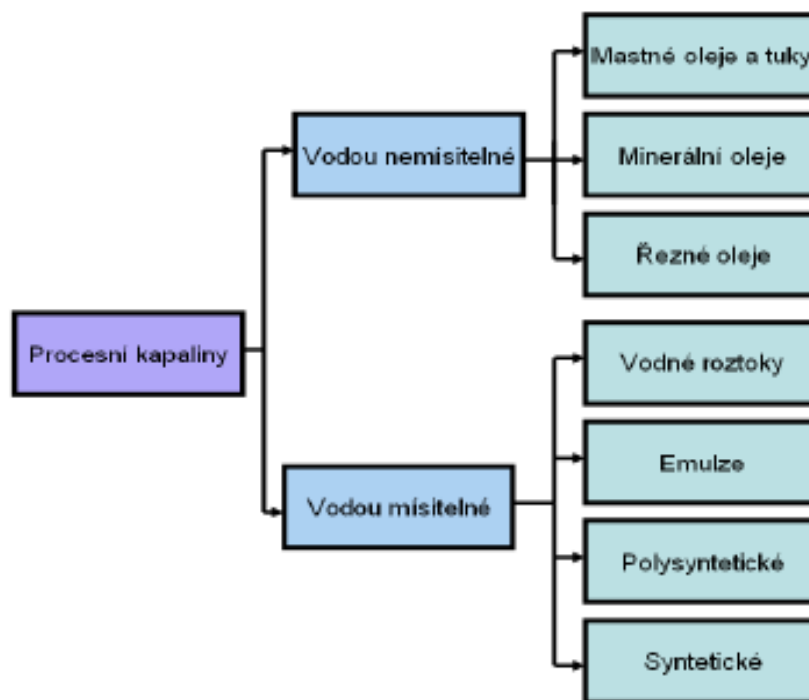 Procesní kapaliny
Vodou nemísitelné
Mastné oleje a tuky
Minerální oleje
Řezné oleje
Vodou mísitelné
Vodné roztoky
Emulze
Polysyntetické
Syntetické